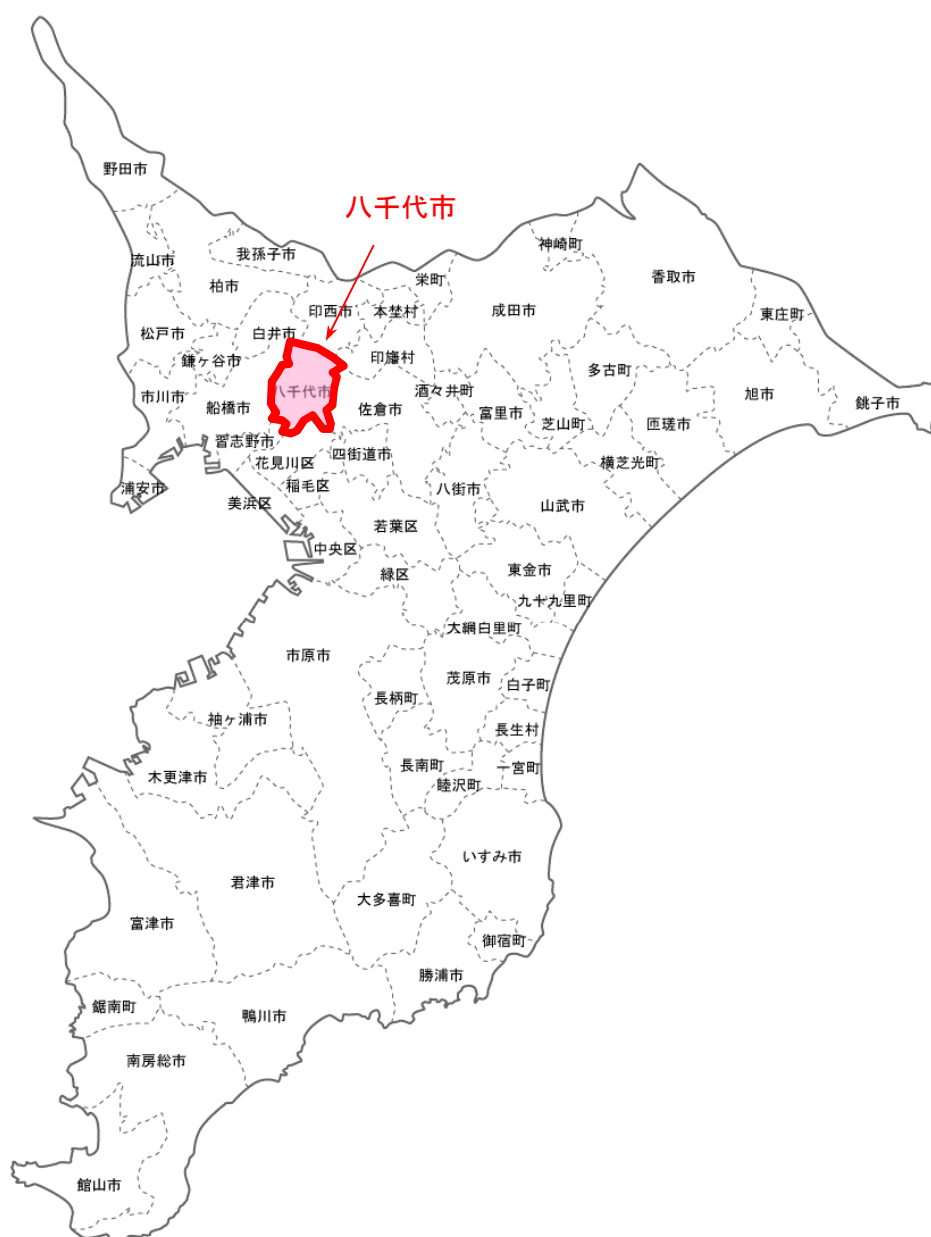 野田市
八千代市
流山市
我孫子市
栄町
神崎町
香取市
柏市
印西市
本埜村
成田市
東庄町
松戸市
白井市
鎌ヶ谷市
印旛村
多古町
市川市
船橋市
八千代市
佐倉市
酒々井町
富里市
芝山町
匝瑳市
旭市
銚子市
習志野市
花見川区
四街道市
横芝光町
浦安市
美浜区
稲毛区
八街市
山武市
若葉区
中央区
緑区
東金市
九十九里町
大網白里町
市原市
長柄町
茂原市
白子町
袖ヶ浦市
長生村
木更津市
長南町
睦沢町
一宮町
君津市
いすみ市
富津市
大多喜町
御宿町
勝浦市
鋸南町
鴨川市
南房総市
館山市